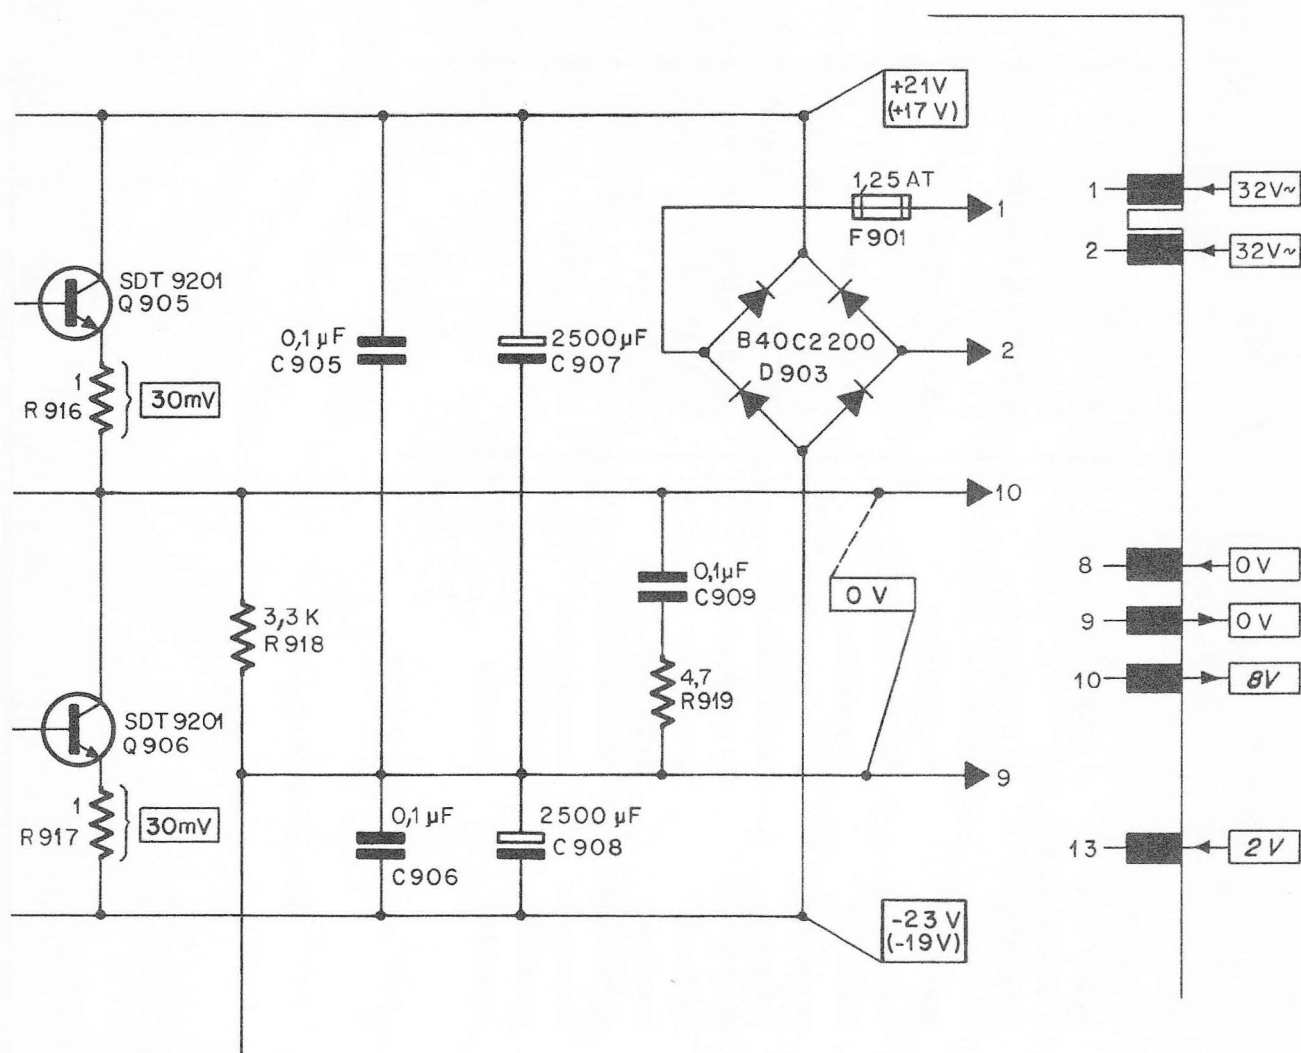 +21V
(+17 V)
1,25 AT
F901
1
1
32V~
2
32V~
SDT 9201
Q905
0,1 µF
C905
2500µF
C907
B40C2200
D903
2
1
R916
30mV
10
0,1µF
C909
0 V
8
0 V
9
0 V
10
8V
3,3 K
R918
4,7
R919
SDT 9201
Q906
9
1
R917
30mV
0,1 µF
C906
2500 µF
C908
13
2V
-23 V
(-19V)